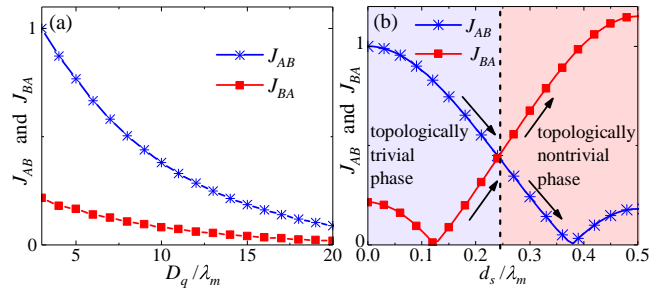 (a)
J_AB
J_BA
J_AB and J_BA
1
0
5 10 15 20
D_q/λ_m
(b)
J_AB
J_BA
J_AB and J_BA
topologically
trivial
phase
topologically
nontrivial
phase
1
0
0.0 0.1 0.2 0.3 0.4 0.5
d_s/λ_m